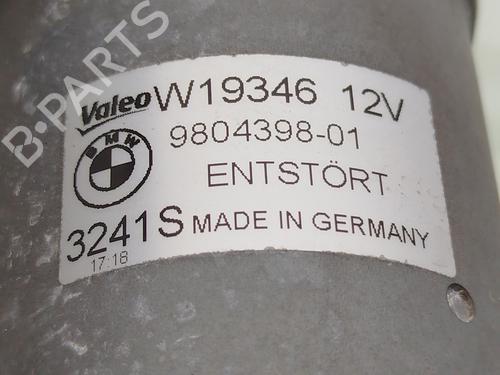 B-PARTS
Valeo W19346 12V
BMW 9804398-01
ENTSTÖRT
3241S MADE IN GERMANY
17:18